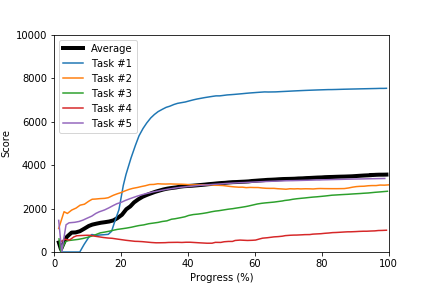 10000
8000
6000
4000
2000
0
Score
Average
Task #1
Task #2
Task #3
Task #4
Task #5
0 20 40 60 80 100
Progress (%)